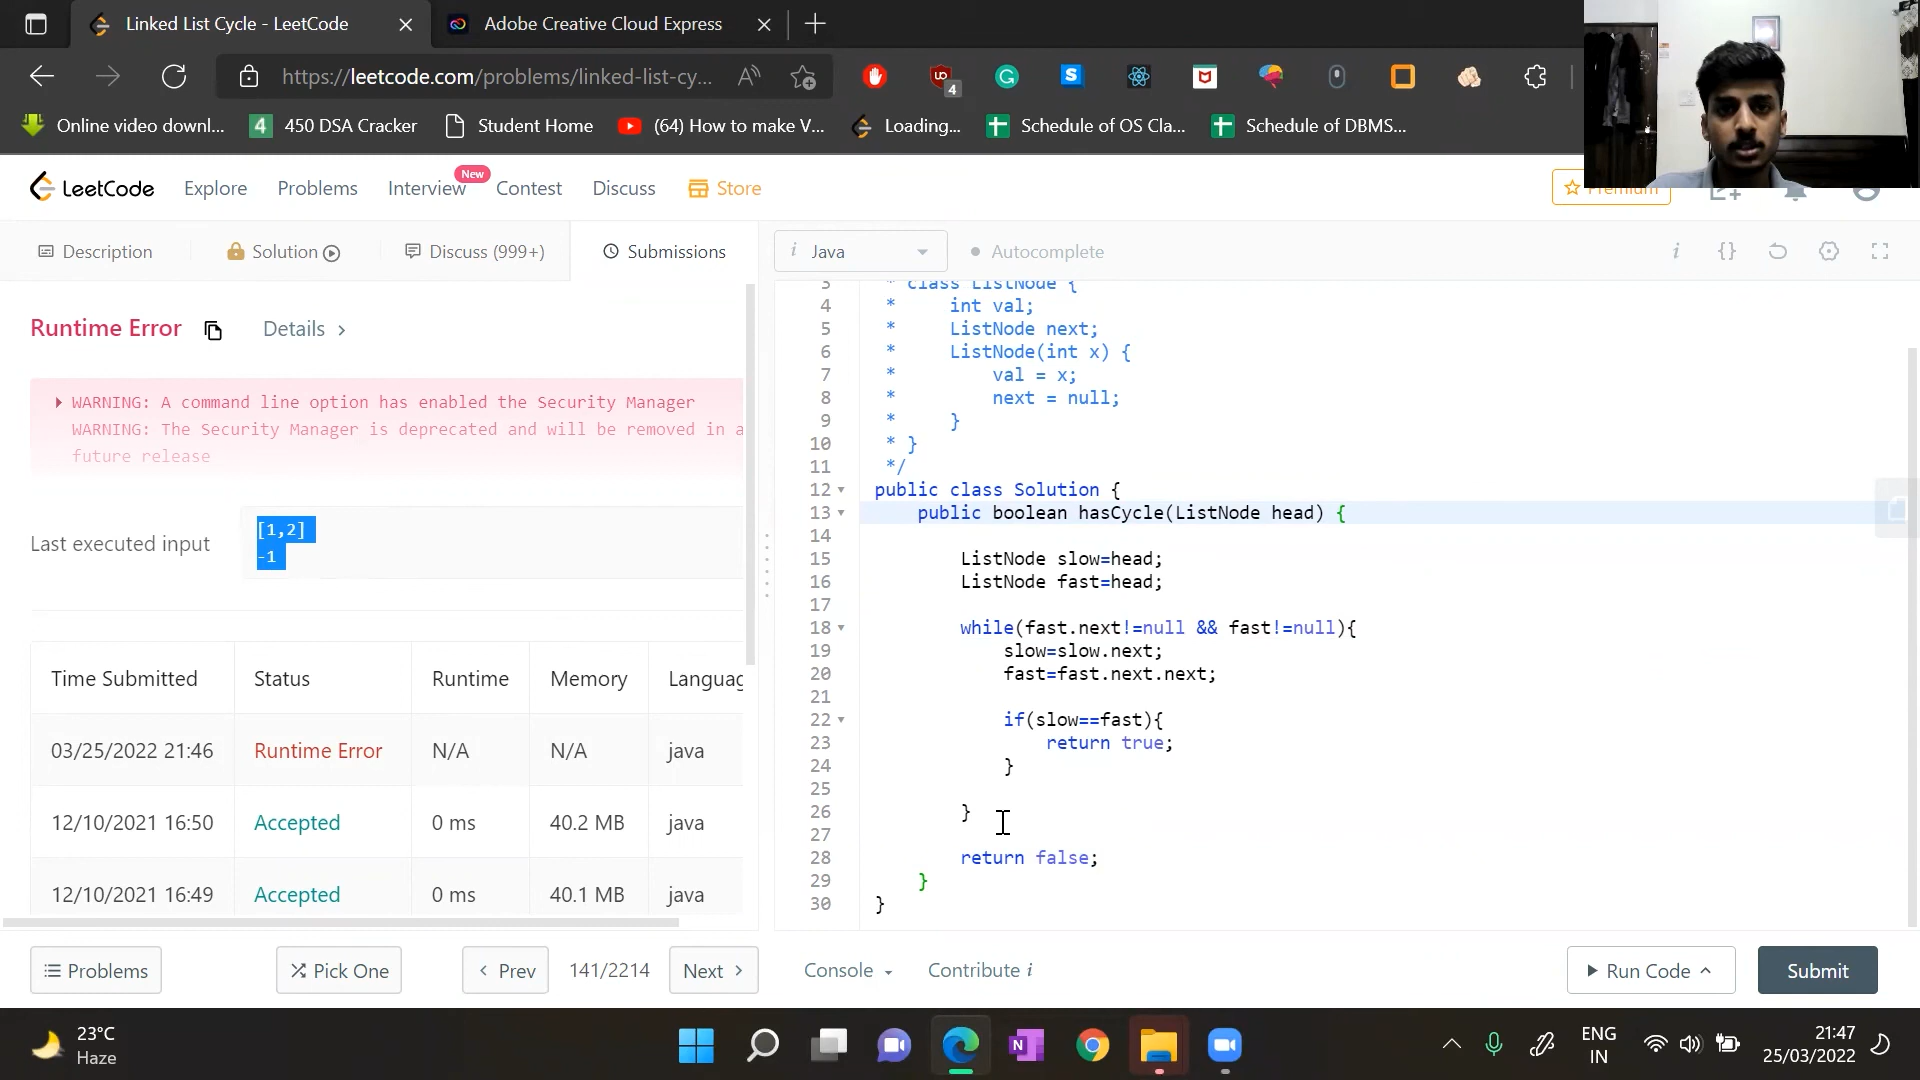 Linked List Cycle - LeetCode
Adobe Creative Cloud Express
https://leetcode.com/problems/linked-list-cy...
4
Online video downl...
4 450 DSA Cracker
Student Home
(64) How to make V...
Loading...
Schedule of OS Cla...
Schedule of DBMS...
LeetCode
Explore
Problems
Interview
New
Contest
Discuss
Store
Premium
Description
Solution
Discuss (999+)
Submissions
i Java
Autocomplete
Runtime Error
Details >
WARNING: A command line option has enabled the Security Manager
WARNING: The Security Manager is deprecated and will be removed in a
future release
Last executed input
[1,2]
-1
Time Submitted Status Runtime Memory Languag
03/25/2022 21:46 Runtime Error N/A N/A java
12/10/2021 16:50 Accepted 0 ms 40.2 MB java
12/10/2021 16:49 Accepted 0 ms 40.1 MB java
3 * class ListNode {
4 * int val;
5 * ListNode next;
6 * ListNode(int x) {
7 * val = x;
8 * next = null;
9 * }
10 * }
11 */
12 public class Solution {
13 public boolean hasCycle(ListNode head) {
14
15 ListNode slow=head;
16 ListNode fast=head;
17
18 while(fast.next!=null && fast!=null){
19 slow=slow.next;
20 fast=fast.next.next;
21
22 if(slow==fast){
23 return true;
24 }
25
26 }
27
28 return false;
29 }
30 }
Problems
Pick One
< Prev
141/2214
Next >
Console
Contribute i
Run Code
Submit
23°C
Haze
ENG
IN
21:47
25/03/2022